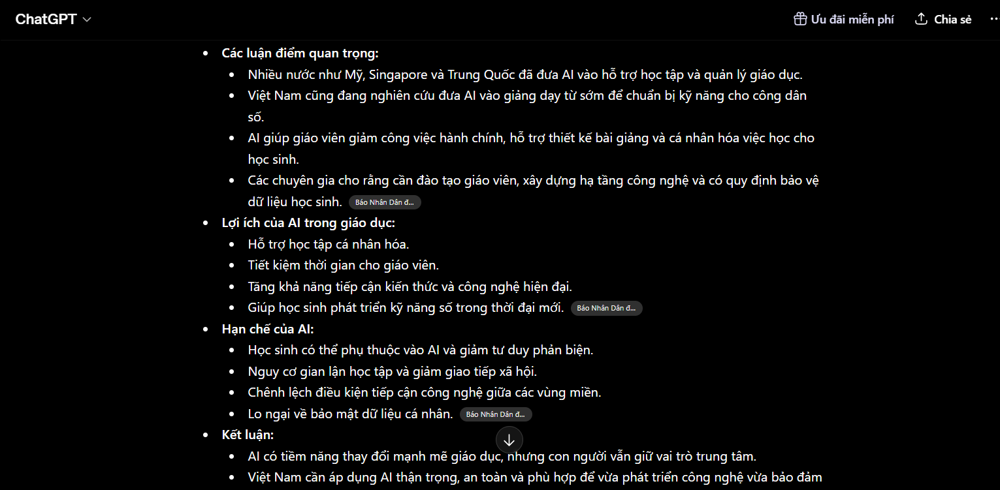 ChatGPT
Ưu đãi miễn phí
Chia sẻ
Các luận điểm quan trọng:
Nhiều nước như Mỹ, Singapore và Trung Quốc đã đưa AI vào hỗ trợ học tập và quản lý giáo dục.
Việt Nam cũng đang nghiên cứu đưa AI vào giảng dạy từ sớm để chuẩn bị kỹ năng cho công dân
số.
AI giúp giáo viên giảm công việc hành chính, hỗ trợ thiết kế bài giảng và cá nhân hóa việc học cho
học sinh.
Các chuyên gia cho rằng cần đào tạo giáo viên, xây dựng hạ tầng công nghệ và có quy định bảo vệ
dữ liệu học sinh. Báo Nhân Dân đ...
Lợi ích của AI trong giáo dục:
Hỗ trợ học tập cá nhân hóa.
Tiết kiệm thời gian cho giáo viên.
Tăng khả năng tiếp cận kiến thức và công nghệ hiện đại.
Giúp học sinh phát triển kỹ năng số trong thời đại mới. Báo Nhân Dân đ...
Hạn chế của AI:
Học sinh có thể phụ thuộc vào AI và giảm tư duy phản biện.
Nguy cơ gian lận học tập và giảm giao tiếp xã hội.
Chênh lệch điều kiện tiếp cận công nghệ giữa các vùng miền.
Lo ngại về bảo mật dữ liệu cá nhân. Báo Nhân Dân đ...
Kết luận:
AI có tiềm năng thay đổi mạnh mẽ giáo dục, nhưng con người vẫn giữ vai trò trung tâm.
Việt Nam cần áp dụng AI thận trọng, an toàn và phù hợp để vừa phát triển công nghệ vừa bảo đảm